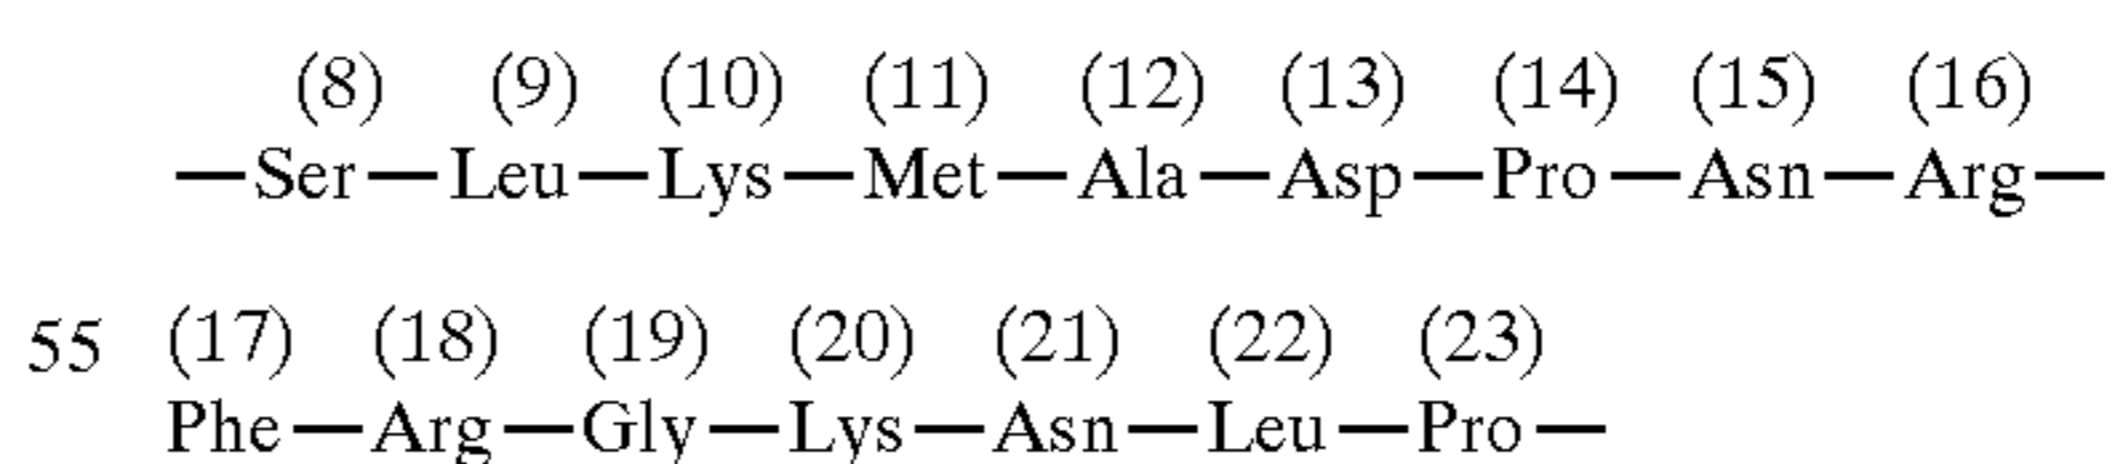 (8) (9) (10) (11) (12) (13) (14) (15) (16)
—Ser—Leu—Lys—Met—Ala—Asp—Pro—Asn—Arg—
55 (17) (18) (19) (20) (21) (22) (23)
Phe—Arg—Gly—Lys—Asn—Leu—Pro—